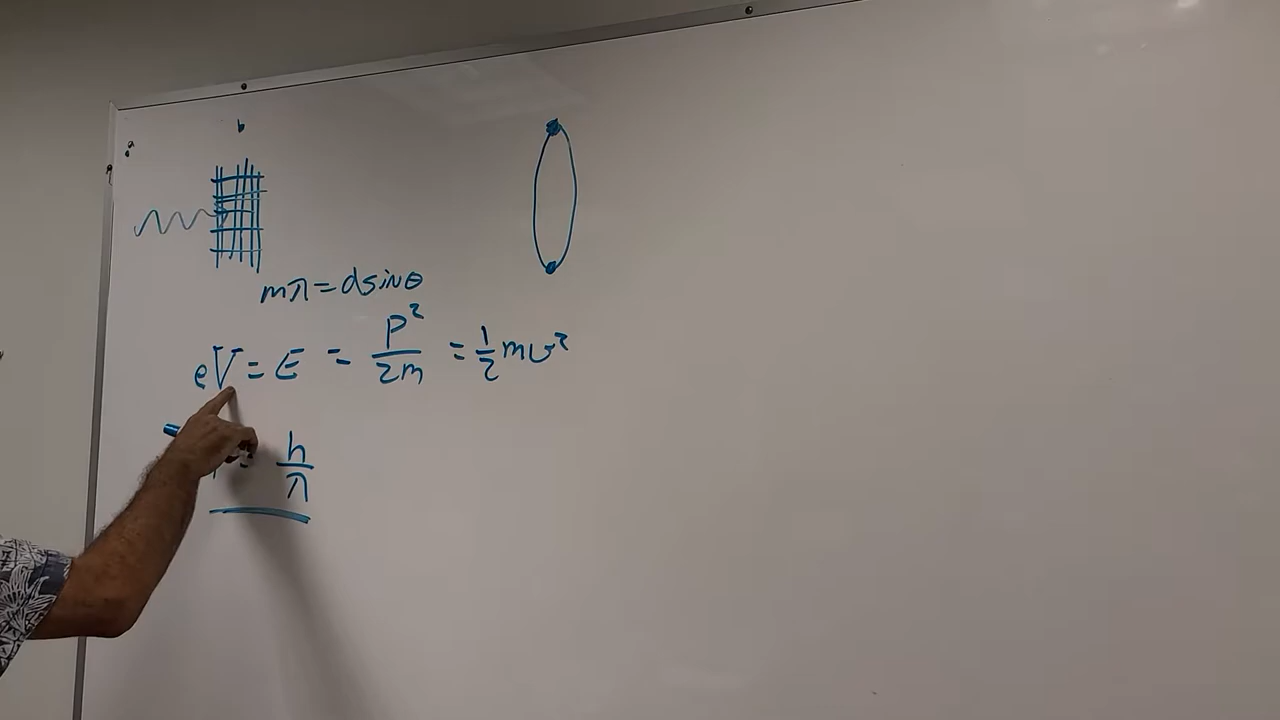 b
mλ = d sinθ
eV = E = P²/2m = ½mv²
h/λ